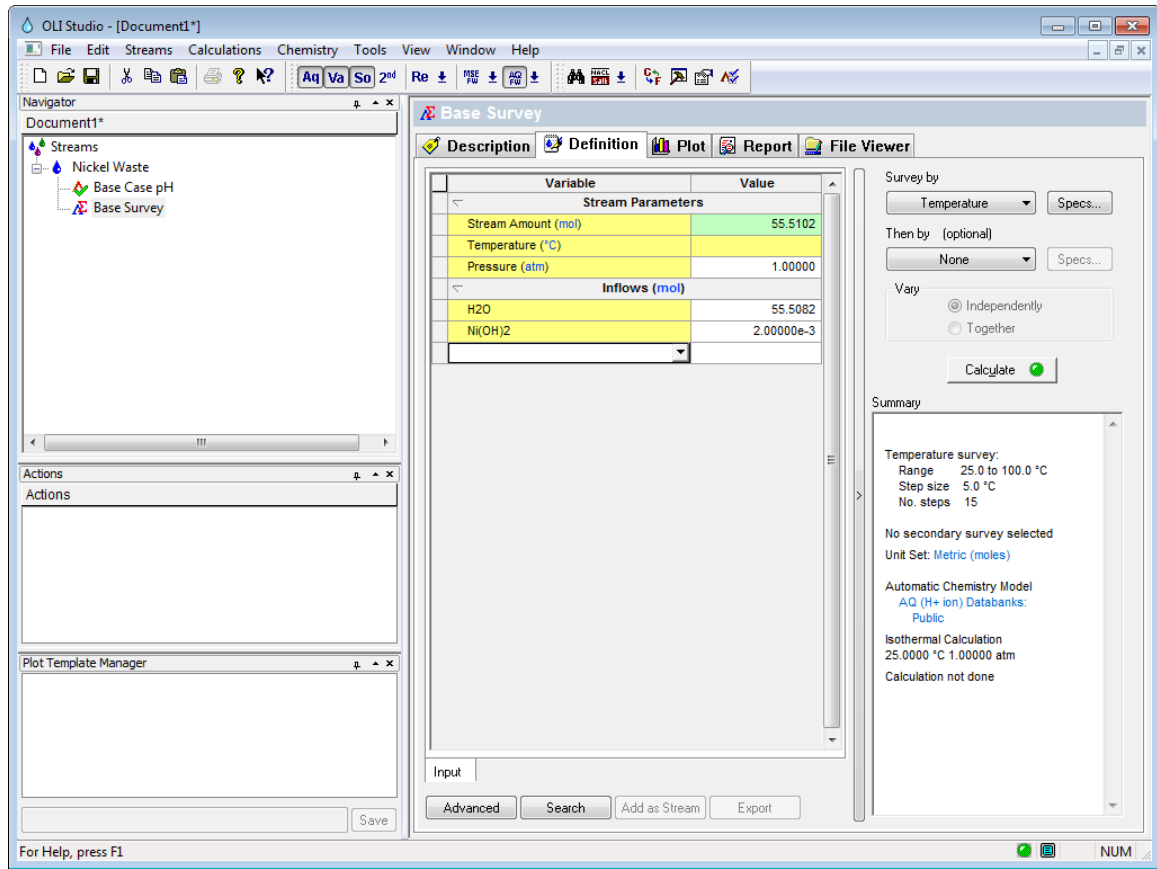 OLI Studio - [Document1*]
File Edit Streams Calculations Chemistry Tools View Window Help
Aq Va So 2nd Re MSE FW AQ FW NACL
Navigator
Document1*
Streams
Nickel Waste
Base Case pH
Base Survey
Actions
Actions
Plot Template Manager
Save
Base Survey
Description Definition Plot Report File Viewer
Variable Value
Stream Parameters
Stream Amount (mol) 55.5102
Temperature (°C)
Pressure (atm) 1.00000
Inflows (mol)
H2O 55.5082
Ni(OH)2 2.00000e-3
Input
Advanced Search Add as Stream Export
Survey by
Temperature Specs...
Then by (optional)
None Specs...
Vary
Independently
Together
Calculate
Summary
Temperature survey:
Range 25.0 to 100.0 °C
Step size 5.0 °C
No. steps 15
No secondary survey selected
Unit Set: Metric (moles)
Automatic Chemistry Model
AQ (H+ ion) Databanks:
Public
Isothermal Calculation
25.0000 °C 1.00000 atm
Calculation not done
For Help, press F1
NUM